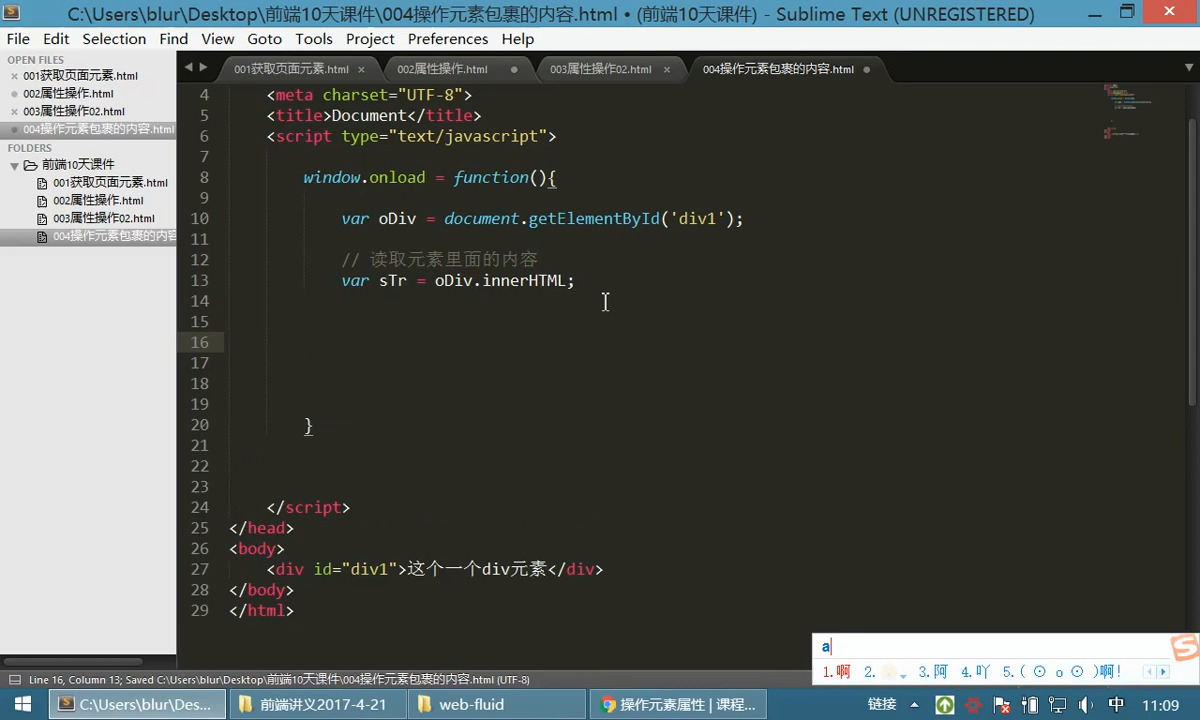 C:\Users\blur\Desktop\前端10天课件\004操作元素包裹的内容.html • (前端10天课件) - Sublime Text (UNREGISTERED)
File Edit Selection Find View Goto Tools Project Preferences Help
OPEN FILES
001获取页面元素.html
002属性操作.html
003属性操作02.html
004操作元素包裹的内容.html
FOLDERS
前端10天课件
001获取页面元素.html
002属性操作.html
003属性操作02.html
004操作元素包裹的内容
001获取页面元素.html 002属性操作.html 003属性操作02.html 004操作元素包裹的内容.html
4 <meta charset="UTF-8">
5 <title>Document</title>
6 <script type="text/javascript">
7
8 window.onload = function(){
9
10 var oDiv = document.getElementById('div1');
11
12 // 读取元素里面的内容
13 var sTr = oDiv.innerHTML;
14
15
16
17
18
19
20 }
21
22
23
24 </script>
25 </head>
26 <body>
27 <div id="div1">这个一个div元素</div>
28 </body>
29 </html>
a
1.啊 2. 3.阿 4.吖 5.( ⊙ o ⊙ )啊!
Line 16, Column 13; Saved C:\Users\blur\Desktop\前端10天课件\004操作元素包裹的内容.html (UTF-8)
C:\Users\blur\Des... 前端讲义2017-4-21 web-fluid 操作元素属性 | 课程... 链接 中 11:09